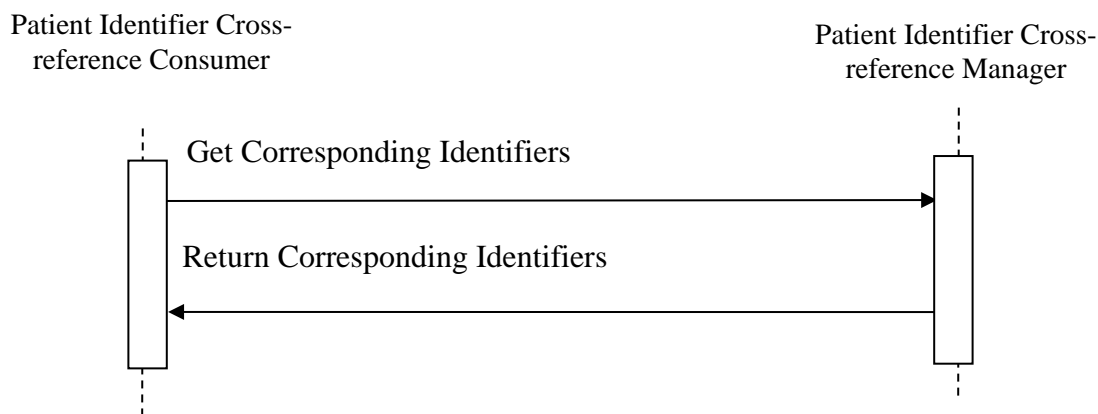 Patient Identifier Cross-
reference Consumer
Patient Identifier Cross-
reference Manager
Get Corresponding Identifiers
Return Corresponding Identifiers